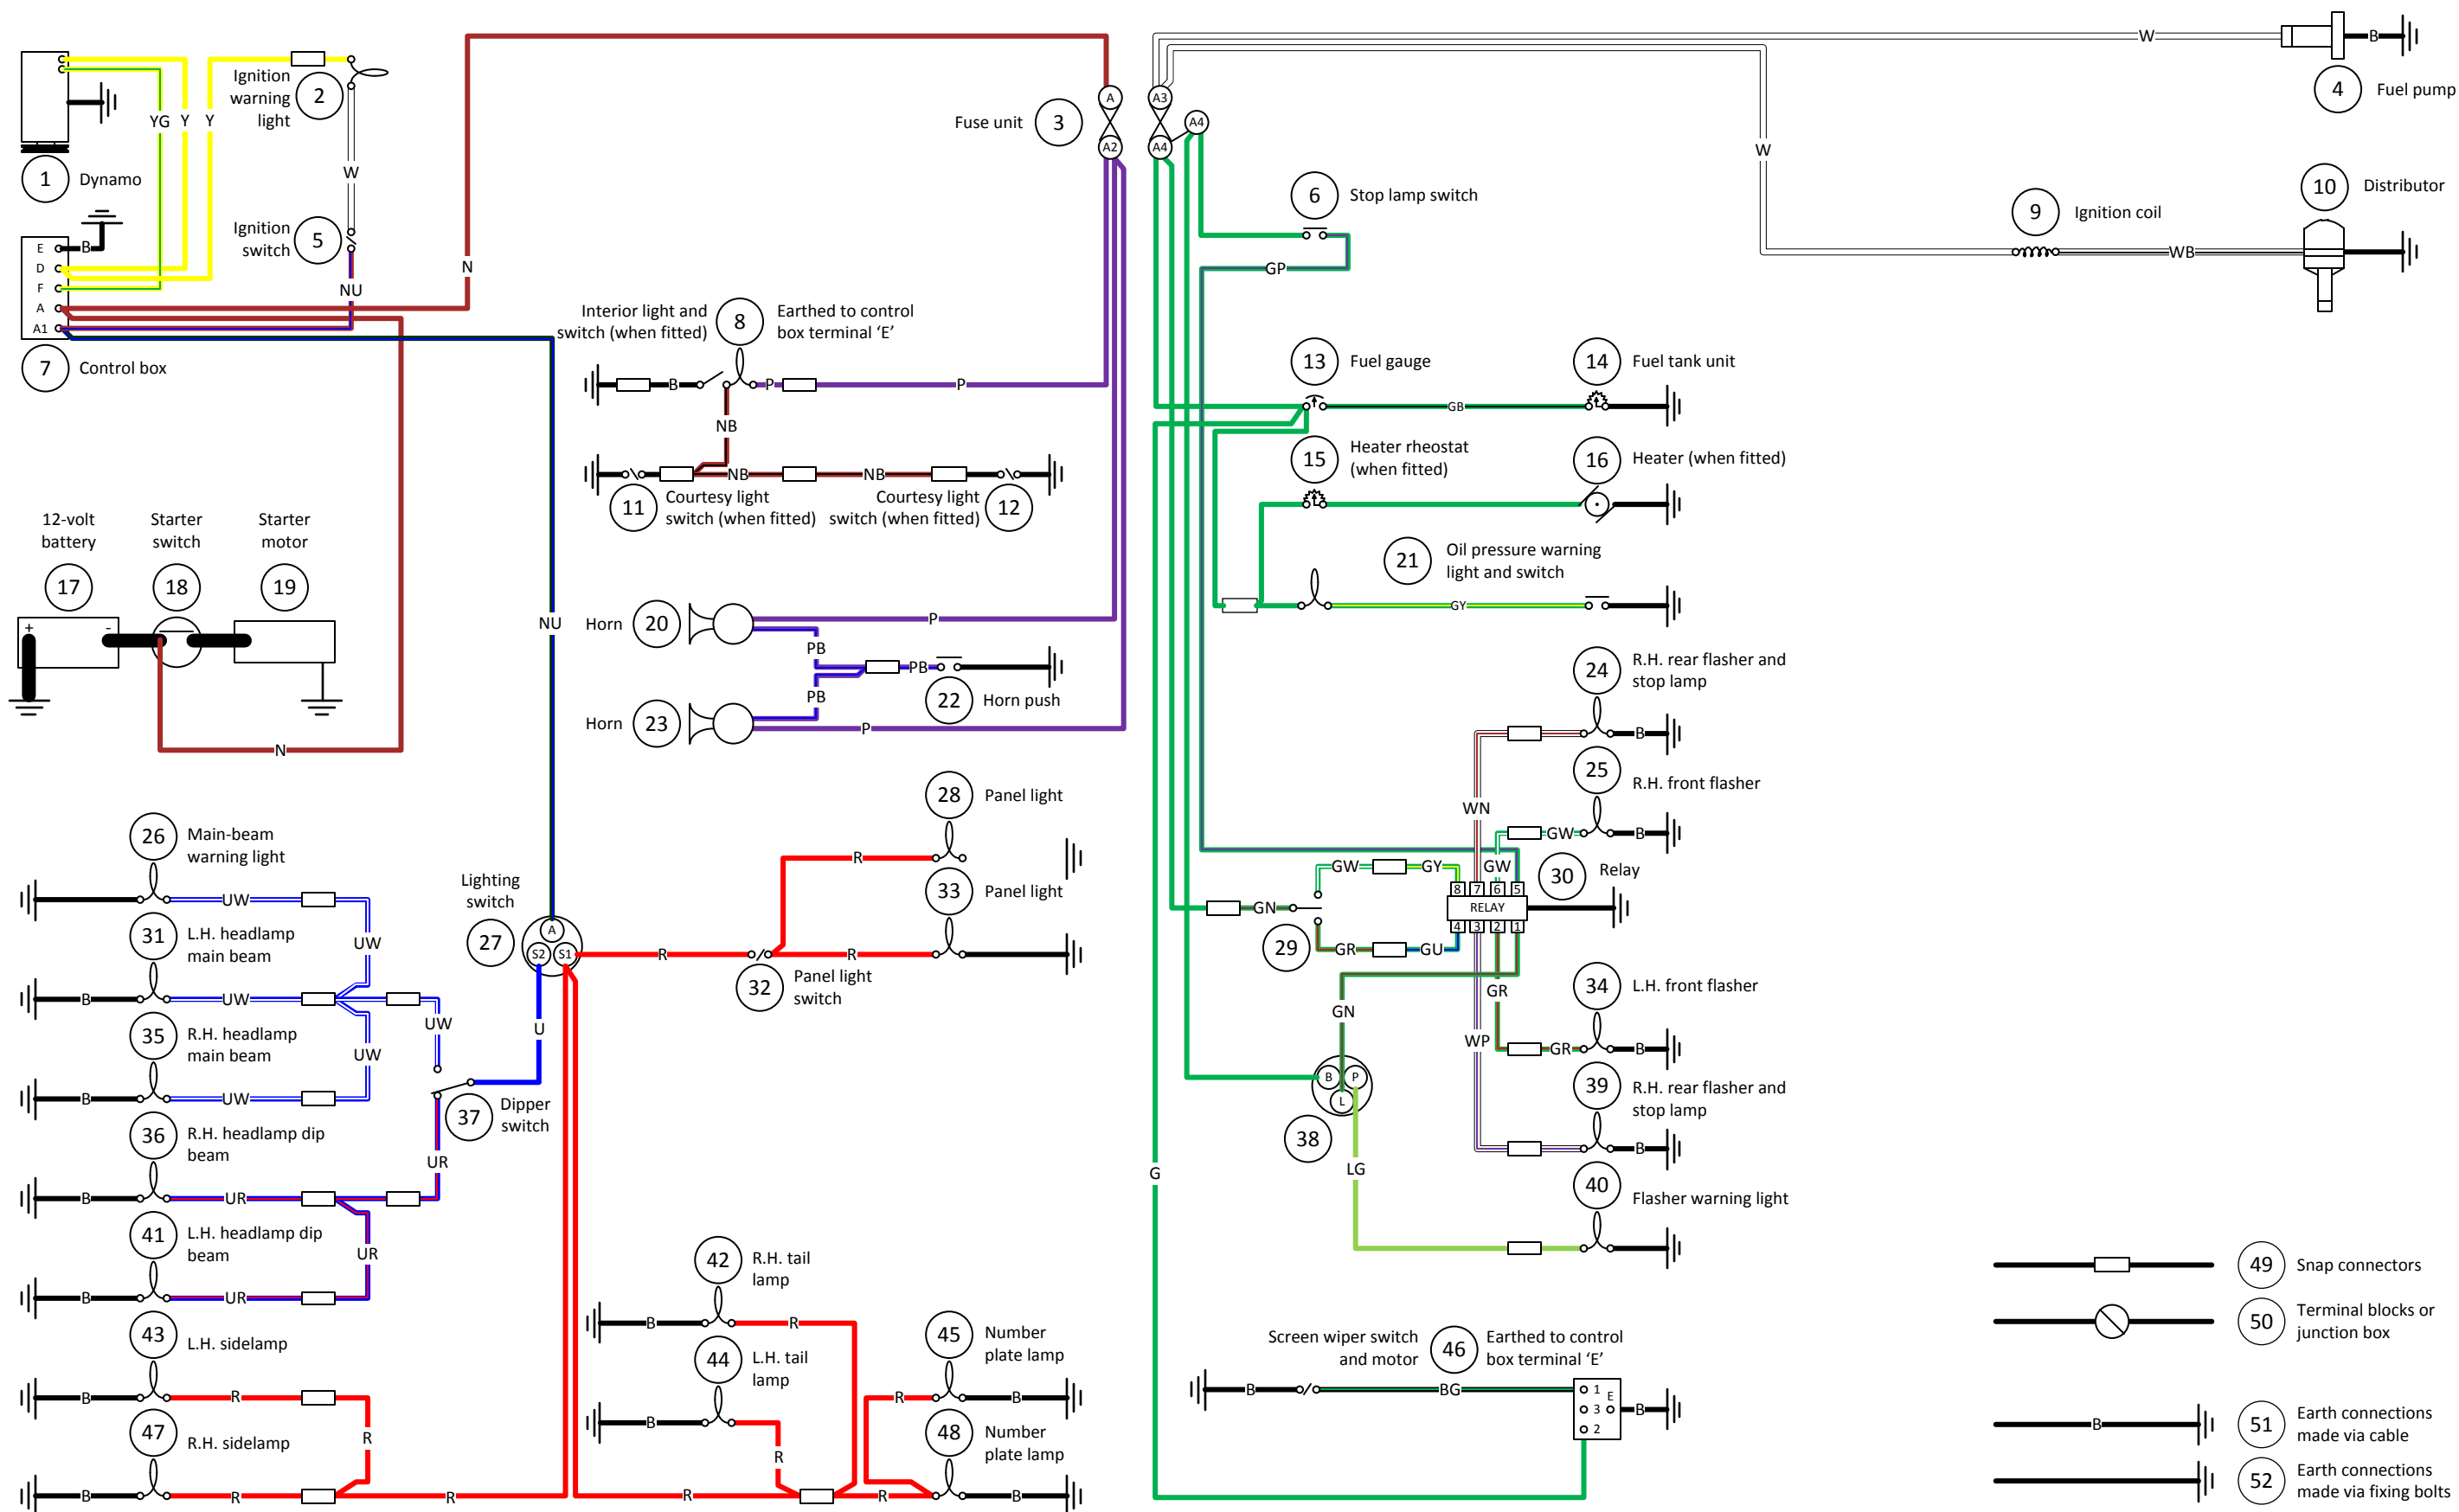 Ignition
warning
light
2
YG
Y
Y
W
1
Dynamo
Ignition
switch
5
NU
E
D
F
A
A1
B
7
Control box
N
N
12-volt
battery
Starter
switch
Starter
motor
17
18
19
+
-
Fuse unit
3
A
A2
A3
A4
A4
W
4
Fuel pump
B
W
6
Stop lamp switch
GP
9
Ignition coil
10
Distributor
WB
Interior light and
switch (when fitted)
8
Earthed to control
box terminal ‘E’
B
P
P
NB
NB
NB
11
Courtesy light
switch (when fitted)
Courtesy light
switch (when fitted)
12
13
Fuel gauge
14
Fuel tank unit
GB
15
Heater rheostat
(when fitted)
16
Heater (when fitted)
21
Oil pressure warning
light and switch
GY
NU
Horn
20
P
PB
PB
PB
22
Horn push
Horn
23
P
24
R.H. rear flasher and
stop lamp
B
25
R.H. front flasher
WN
GW
B
28
Panel light
R
33
Panel light
R
R
32
Panel light
switch
Lighting
switch
27
A
S2
S1
U
26
Main-beam
warning light
UW
UW
31
L.H. headlamp
main beam
B
UW
UW
35
R.H. headlamp
main beam
UW
B
UW
37
Dipper
switch
36
R.H. headlamp dip
beam
B
UR
UR
41
L.H. headlamp dip
beam
UR
B
UR
43
L.H. sidelamp
B
R
R
47
R.H. sidelamp
B
R
R
GW
GY
GW
8
7
6
5
30
Relay
RELAY
4
3
2
1
GN
29
GR
GU
GN
GR
WP
34
L.H. front flasher
GR
B
B
P
L
38
39
R.H. rear flasher and
stop lamp
B
G
LG
40
Flasher warning light
42
R.H. tail
lamp
B
R
44
L.H. tail
lamp
B
R
R
45
Number
plate lamp
R
B
48
Number
plate lamp
R
B
Screen wiper switch
and motor
46
Earthed to control
box terminal ‘E’
B
BG
1
E
3
2
B
49
Snap connectors
50
Terminal blocks or
junction box
B
51
Earth connections
made via cable
52
Earth connections
made via fixing bolts